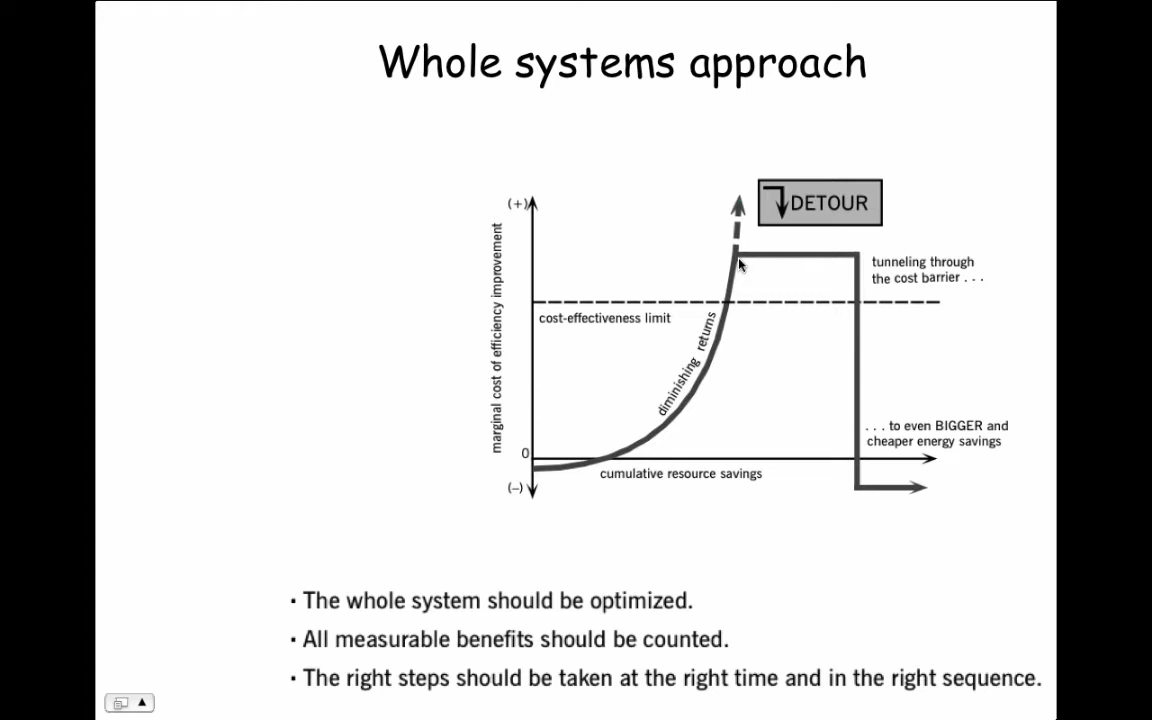 Whole systems approach
DETOUR
(+)
marginal cost of efficiency improvement
tunneling through
the cost barrier . . .
cost-effectiveness limit
diminishing returns
. . . to even BIGGER and
cheaper energy savings
0
cumulative resource savings
(–)
· The whole system should be optimized.
· All measurable benefits should be counted.
· The right steps should be taken at the right time and in the right sequence.